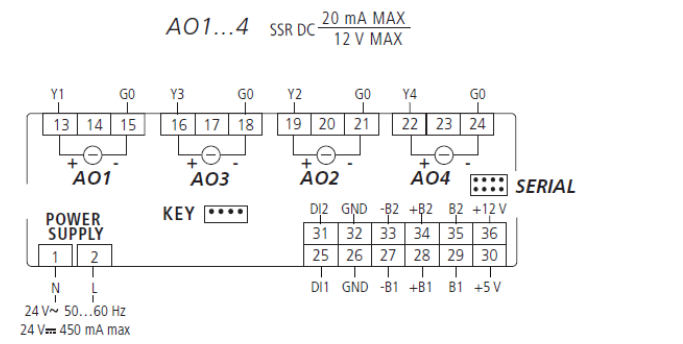 AO1...4 SSR DC 20 mA MAX
12 V MAX
Y1 G0 Y3 G0 Y2 G0 Y4 G0
13 14 15 16 17 18 19 20 21 22 23 24
+ - + - + - + -
AO1 AO3 AO2 AO4
SERIAL
KEY
DI2 GND -B2 +B2 B2 +12 V
POWER
SUPPLY
31 32 33 34 35 36
1 2 25 26 27 28 29 30
N L DI1 GND -B1 +B1 B1 +5 V
24 V~ 50...60 Hz
24 V⎓ 450 mA max